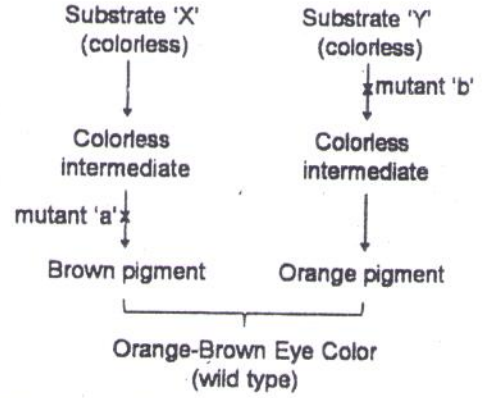 Substrate 'X'
(colorless)
Substrate 'Y'
(colorless)
mutant 'b'
Colorless
intermediate
Colorless
intermediate
mutant 'a'
Brown pigment
Orange pigment
Orange-Brown Eye Color
(wild type)